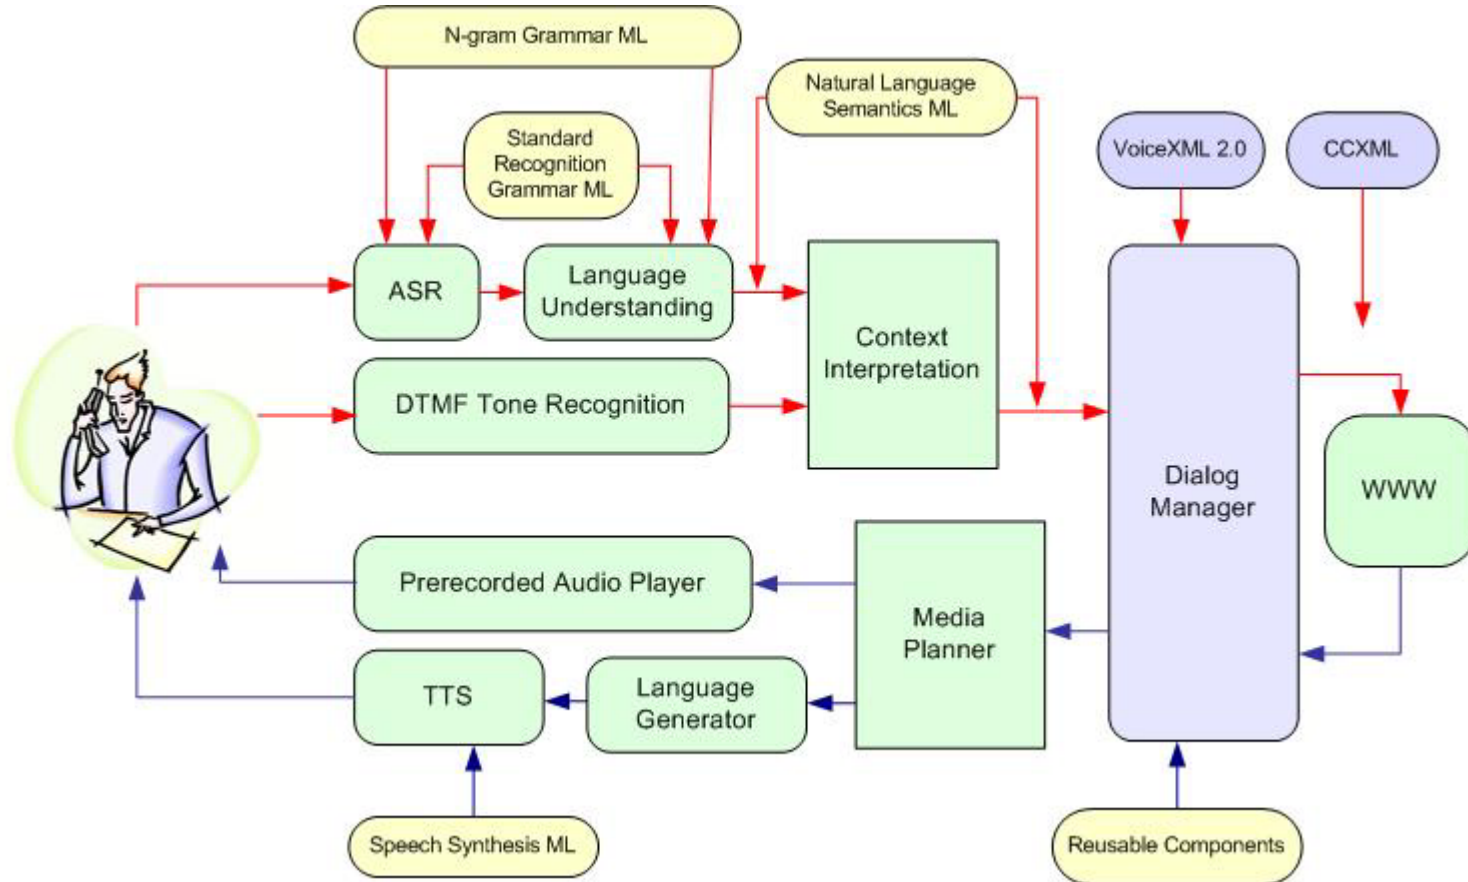 N-gram Grammar ML
Natural Language
Semantics ML
Standard
Recognition
Grammar ML
VoiceXML 2.0
CCXML
ASR
Language
Understanding
Context
Interpretation
DTMF Tone Recognition
Dialog
Manager
WWW
Prerecorded Audio Player
Media
Planner
TTS
Language
Generator
Speech Synthesis ML
Reusable Components